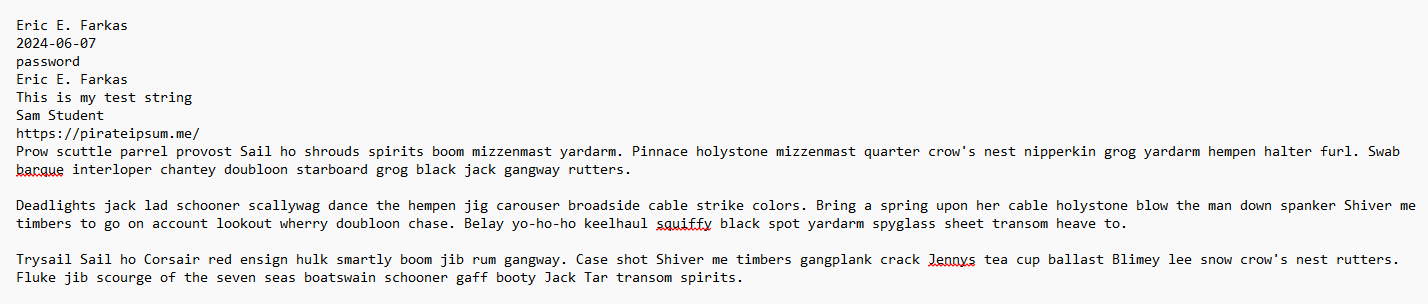 Eric E. Farkas
2024-06-07
password
Eric E. Farkas
This is my test string
Sam Student
https://pirateipsum.me/
Prow scuttle parrel provost Sail ho shrouds spirits boom mizzenmast yardarm. Pinnace holystone mizzenmast quarter crow's nest nipperkin grog yardarm hempen halter furl. Swab
barque interloper chantey doubloon starboard grog black jack gangway rutters.

Deadlights jack lad schooner scallywag dance the hempen jig carouser broadside cable strike colors. Bring a spring upon her cable holystone blow the man down spanker Shiver me
timbers to go on account lookout wherry doubloon chase. Belay yo-ho-ho keelhaul squiffy black spot yardarm spyglass sheet transom heave to.

Trysail Sail ho Corsair red ensign hulk smartly boom jib rum gangway. Case shot Shiver me timbers gangplank crack Jennys tea cup ballast Blimey lee snow crow's nest rutters.
Fluke jib scourge of the seven seas boatswain schooner gaff booty Jack Tar transom spirits.